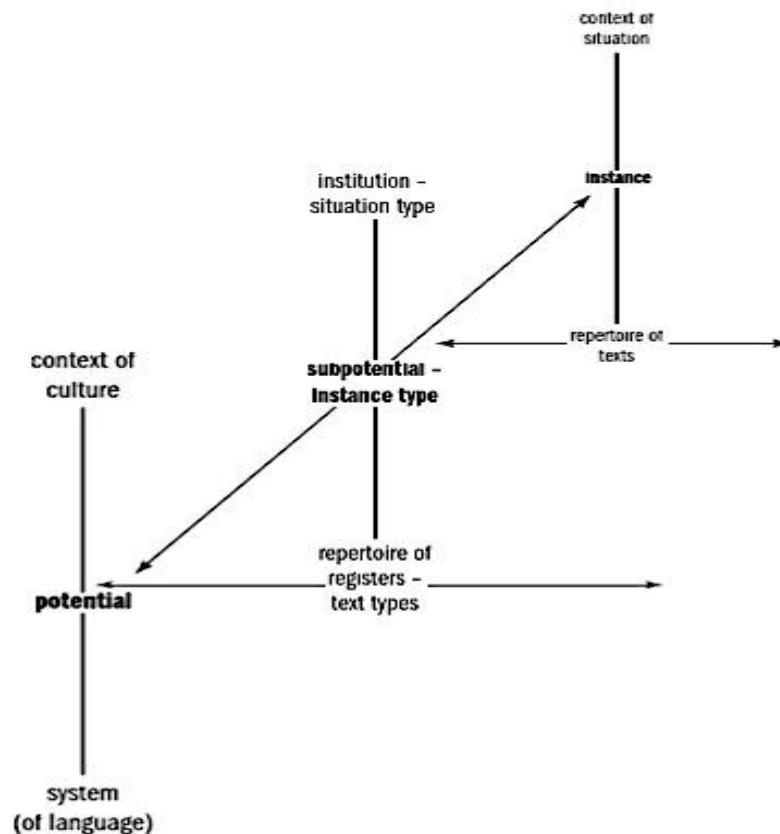 context of
situation
instance
repertoire of
texts
institution –
situation type
subpotential –
instance type
repertoire of
registers –
text types
context of
culture
potential
system
(of language)